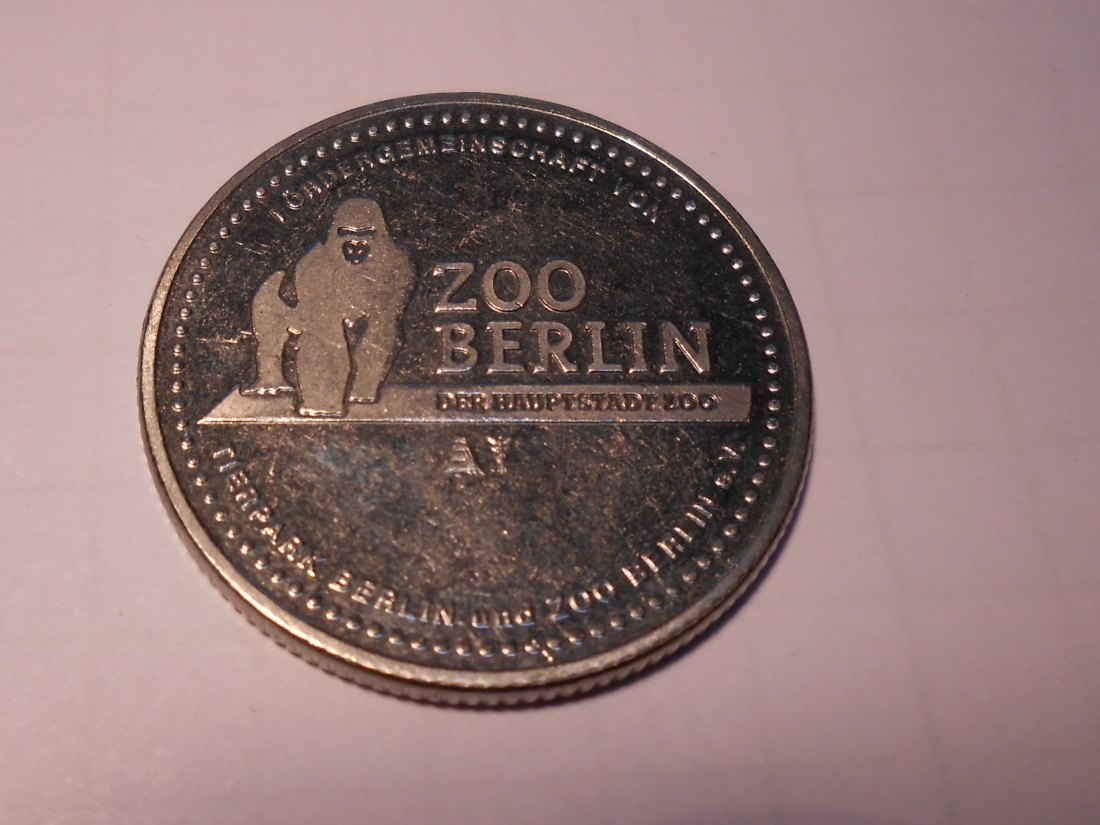 FÖRDERGEMEINSCHAFT VON
ZOO
BERLIN
DER HAUPTSTADT ZOO
TIERPARK BERLIN und ZOO BERLIN e.V.